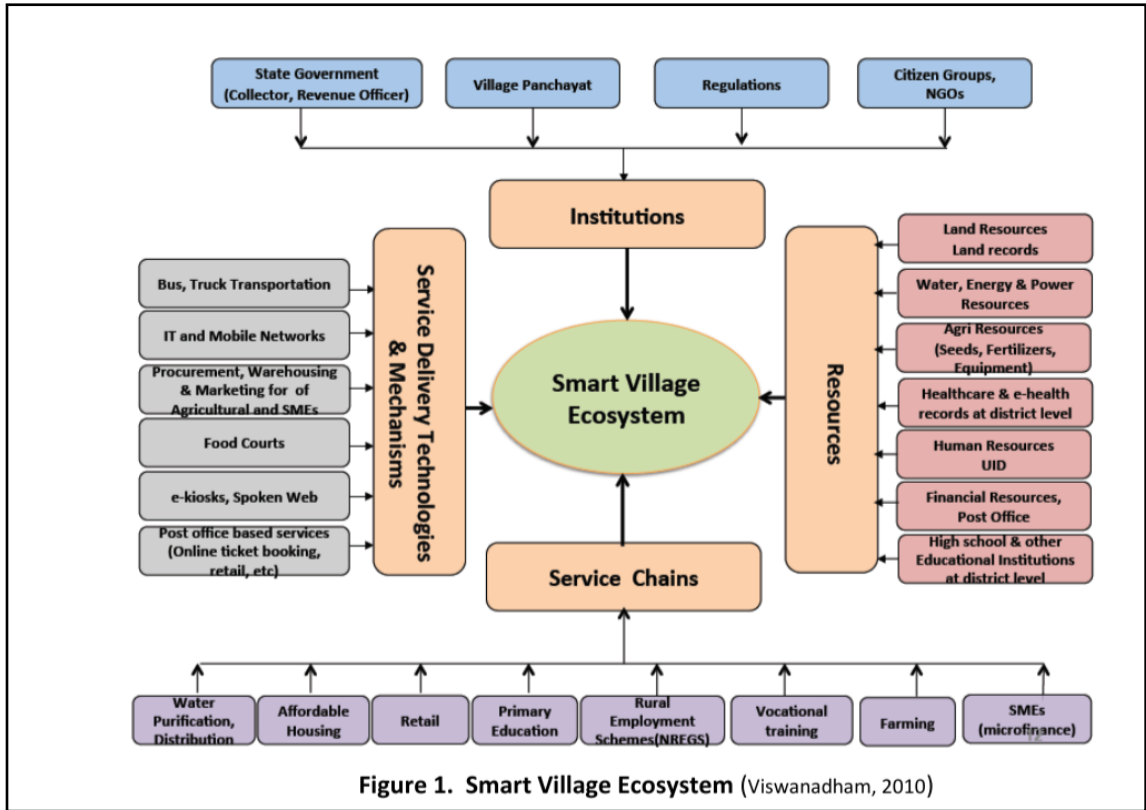 State Government
(Collector, Revenue Officer)
Village Panchayat
Regulations
Citizen Groups,
NGOs
Institutions
Service Delivery Technologies
& Mechanisms
Bus, Truck Transportation
IT and Mobile Networks
Procurement, Warehousing
& Marketing for of
Agricultural and SMEs
Food Courts
e-kiosks, Spoken Web
Post office based services
(Online ticket booking,
retail, etc)
Smart Village
Ecosystem
Resources
Land Resources
Land records
Water, Energy & Power
Resources
Agri Resources
(Seeds, Fertilizers,
Equipment)
Healthcare & e-health
records at district level
Human Resources
UID
Financial Resources,
Post Office
High school & other
Educational Institutions
at district level
Service Chains
Water
Purification,
Distribution
Affordable
Housing
Retail
Primary
Education
Rural
Employment
Schemes(NREGS)
Vocational
training
Farming
SMEs
(microfinance)
12
Figure 1. Smart Village Ecosystem (Viswanadham, 2010)